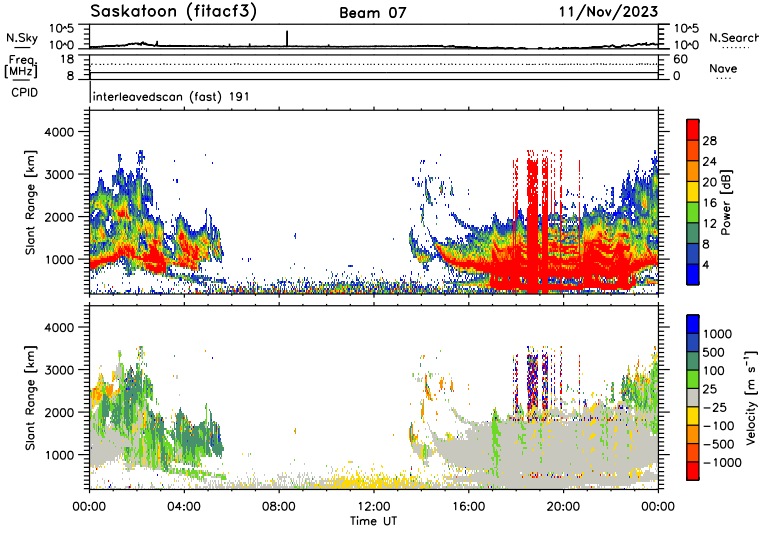 Saskatoon (fitacf3) Beam 07 11/Nov/2023
N.Sky 10^5 10^0 10^5 10^0 N.Search
Freq. [MHz] 18 8 60 0 Nave
CPID interleavedscan (fast) 191
Slant Range [km]
4000
3000
2000
1000
28
24
20
16
12
8
4
Power [dB]
Slant Range [km]
4000
3000
2000
1000
1000
500
100
25
−25
−100
−500
−1000
Velocity [m s⁻¹]
00:00 04:00 08:00 12:00 16:00 20:00 00:00
Time UT